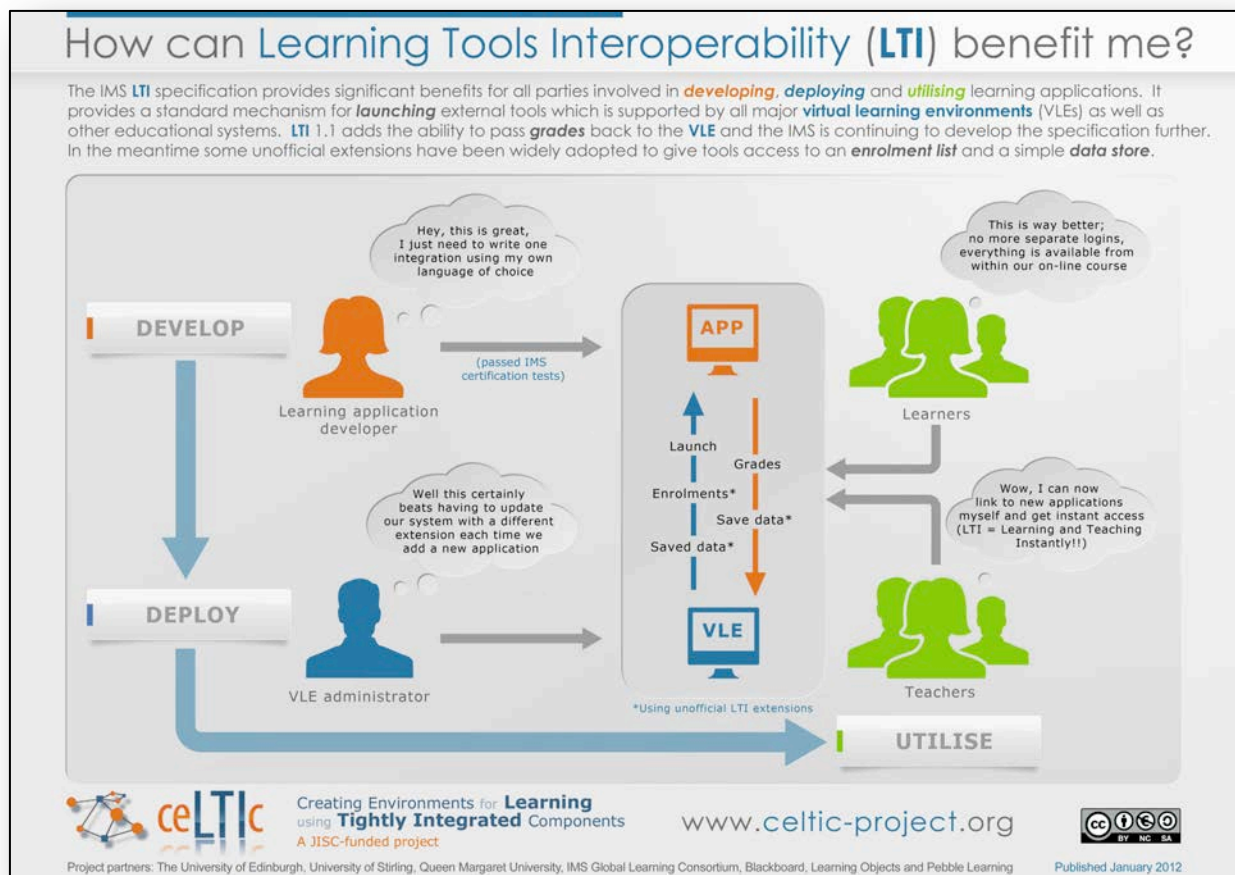 How can Learning Tools Interoperability (LTI) benefit me?
The IMS LTI specification provides significant benefits for all parties involved in developing, deploying and utilising learning applications. It
provides a standard mechanism for launching external tools which is supported by all major virtual learning environments (VLEs) as well as
other educational systems. LTI 1.1 adds the ability to pass grades back to the VLE and the IMS is continuing to develop the specification further.
In the meantime some unofficial extensions have been widely adopted to give tools access to an enrolment list and a simple data store.
Hey, this is great,
I just need to write one
integration using my own
language of choice
This is way better;
no more separate logins,
everything is available from
within our on-line course
DEVELOP
(passed IMS
certification tests)
APP
Learning application
developer
Learners
Launch
Grades
Enrolments*
Save data*
Saved data*
Well this certainly
beats having to update
our system with a different
extension each time we
add a new application
Wow, I can now
link to new applications
myself and get instant access
(LTI = Learning and Teaching
Instantly!!)
DEPLOY
VLE
VLE administrator
Teachers
*Using unofficial LTI extensions
UTILISE
ceLTIc
Creating Environments for Learning
using Tightly Integrated Components
A JISC-funded project
www.celtic-project.org
cc
BY NC SA
Project partners: The University of Edinburgh, University of Stirling, Queen Margaret University, IMS Global Learning Consortium, Blackboard, Learning Objects and Pebble Learning
Published January 2012